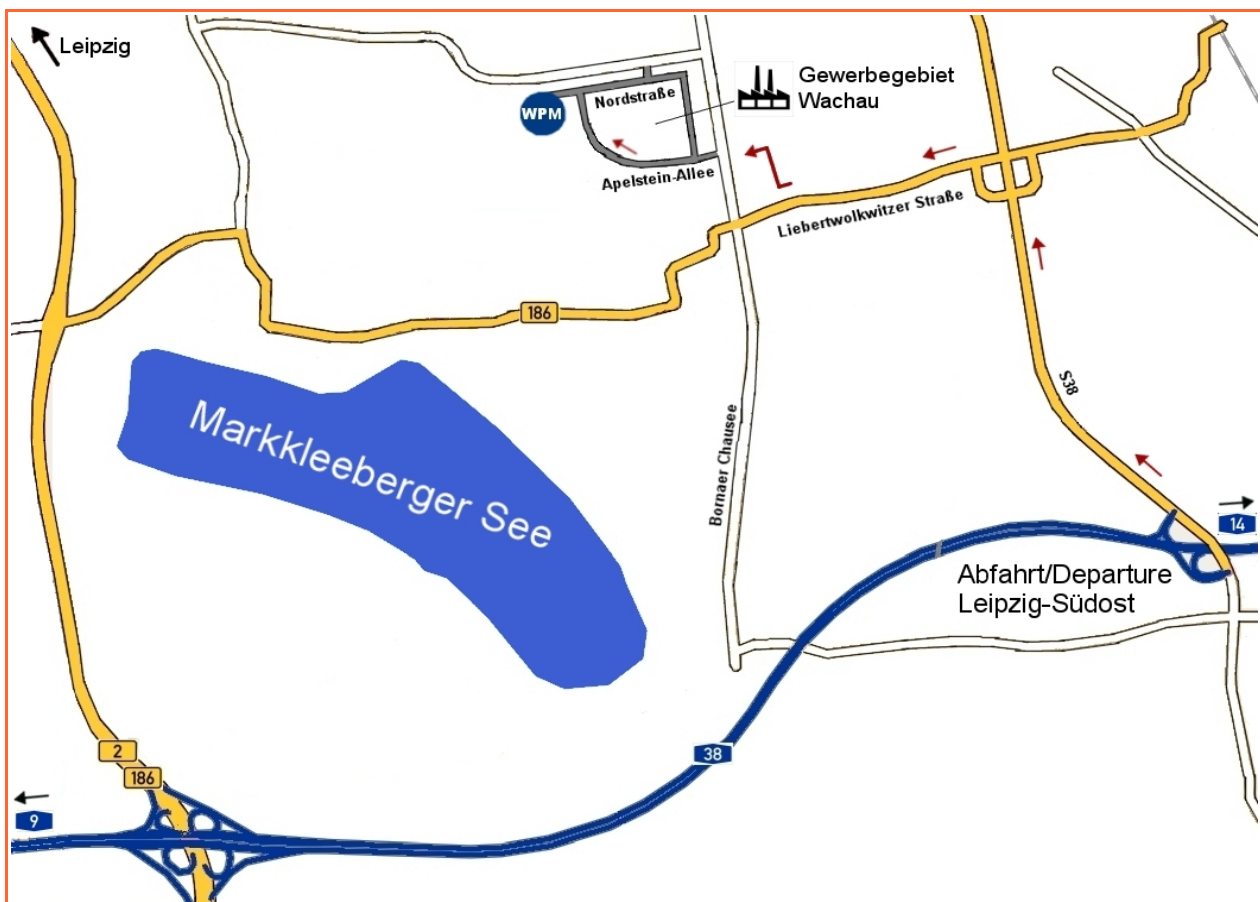 Leipzig
Gewerbegebiet
Wachau
Nordstraße
WPM
Apelstein-Allee
Liebertwolkwitzer Straße
186
S38
Markkleeberger See
Bornaer Chausee
14
Abfahrt/Departure
Leipzig-Südost
2
186
38
9